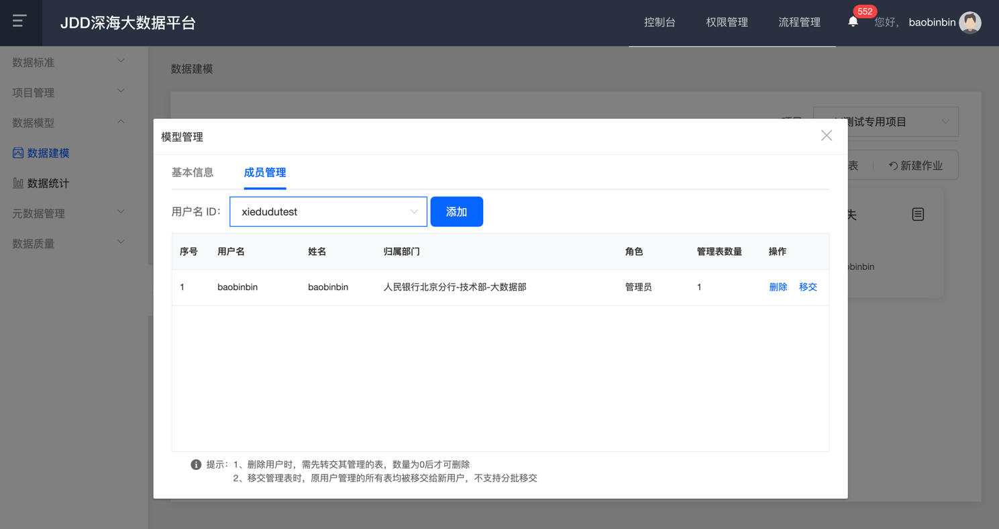 JDD深海大数据平台
控制台
权限管理
流程管理
552
您好，
baobinbin
数据标准
项目管理
数据模型
数据建模
数据统计
元数据管理
数据质量
数据建模
测试专用项目
表
新建作业
失
obinbin
模型管理
基本信息
成员管理
用户名 ID：
xiedudutest
添加
序号 用户名 姓名 归属部门 角色 管理表数量 操作
1 baobinbin baobinbin 人民银行北京分行-技术部-大数据部 管理员 1 删除 移交
提示：1、删除用户时，需先转交其管理的表，数量为0后才可删除
2、移交管理表时，原用户管理的所有表均被移交给新用户，不支持分批移交